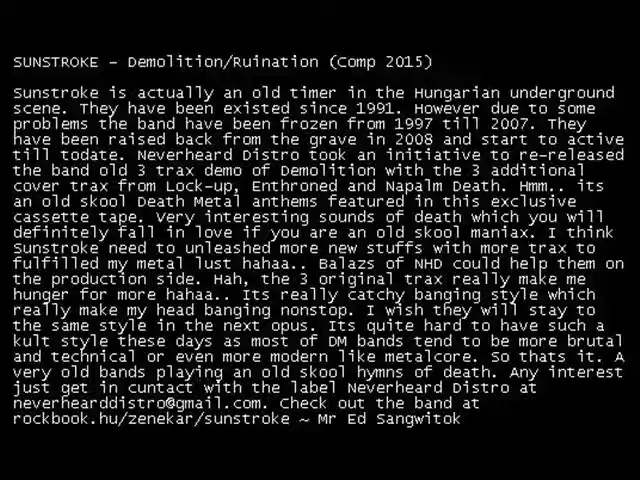 SUNSTROKE – Demolition/Ruination (Comp 2015)
Sunstroke is actually an old timer in the Hungarian underground
scene. They have been existed since 1991. However due to some
problems the band have been frozen from 1997 till 2007. They
have been raised back from the grave in 2008 and start to active
till todate. Neverheard Distro took an initiative to re-released
the band old 3 trax demo of Demolition with the 3 additional
cover trax from Lock-up, Enthroned and Napalm Death. Hmm.. its
an old skool Death Metal anthems featured in this exclusive
cassette tape. Very interesting sounds of death which you will
definitely fall in love if you are an old skool maniax. I think
Sunstroke need to unleashed more new stuffs with more trax to
fulfilled my metal lust hahaa.. Balazs of NHD could help them on
the production side. Hah, the 3 original trax really make me
hunger for more hahaa.. Its really catchy banging style which
really make my head banging nonstop. I wish they will stay to
the same style in the next opus. Its quite hard to have such a
kult style these days as most of DM bands tend to be more brutal
and technical or even more modern like metalcore. So thats it. A
very old bands playing an old skool hymns of death. Any interest
just get in cuntact with the label Neverheard Distro at
neverhearddistro@gmail.com. Check out the band at
rockbook.hu/zenekar/sunstroke ~ Mr Ed Sangwitok